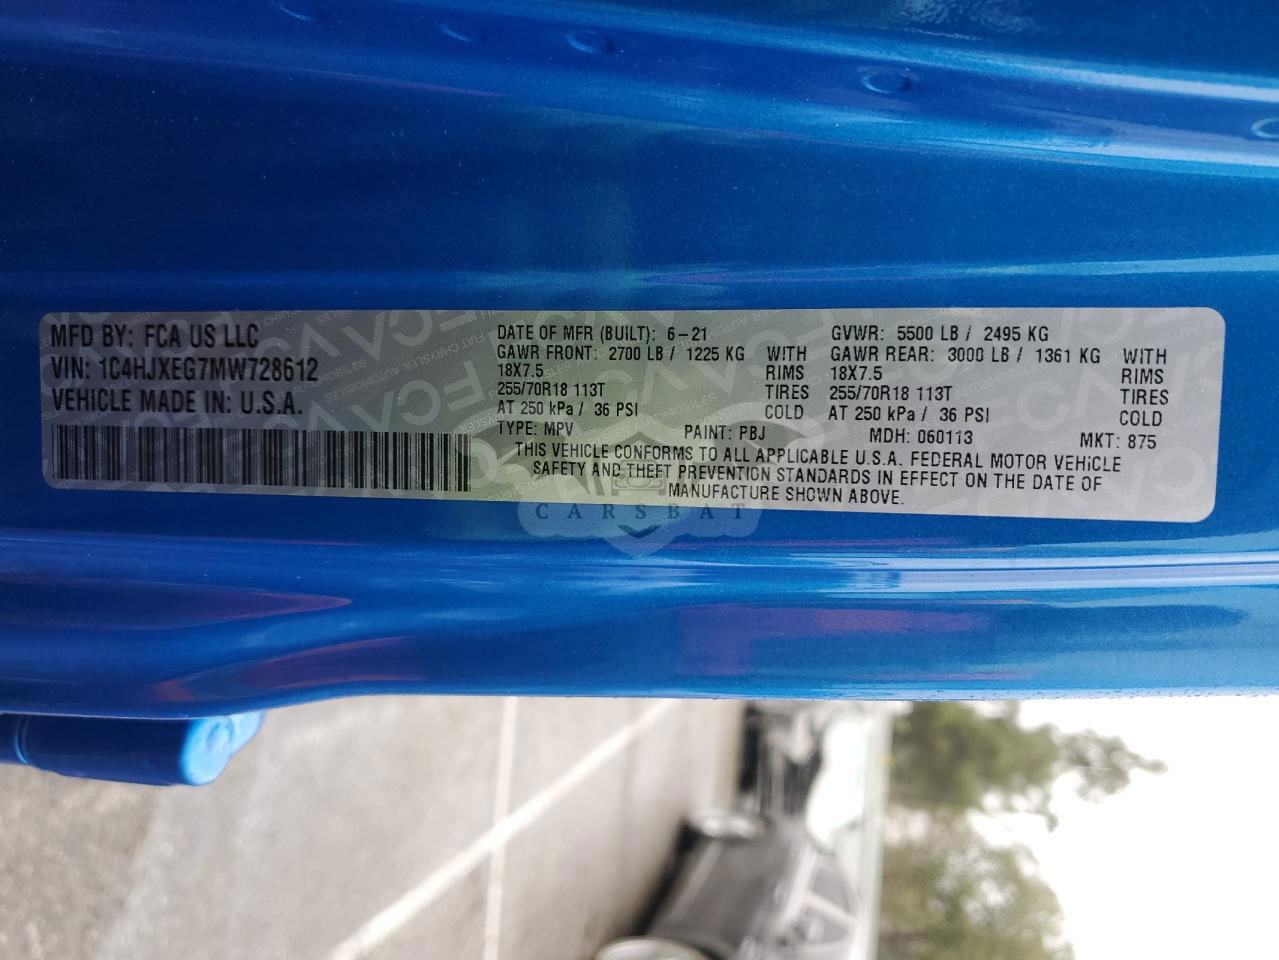 MFD BY: FCA US LLC
VIN: 1C4HJXEG7MW728612
VEHICLE MADE IN: U.S.A.
DATE OF MFR (BUILT): 6-21 GVWR: 5500 LB / 2495 KG
GAWR FRONT: 2700 LB / 1225 KG WITH GAWR REAR: 3000 LB / 1361 KG WITH
18X7.5 RIMS 18X7.5 RIMS
255/70R18 113T TIRES 255/70R18 113T TIRES
AT 250 kPa / 36 PSI COLD AT 250 kPa / 36 PSI COLD
TYPE: MPV PAINT: PBJ MDH: 060113 MKT: 875
THIS VEHICLE CONFORMS TO ALL APPLICABLE U.S.A. FEDERAL MOTOR VEHICLE
SAFETY AND THEFT PREVENTION STANDARDS IN EFFECT ON THE DATE OF
MANUFACTURE SHOWN ABOVE.
CARSBAT